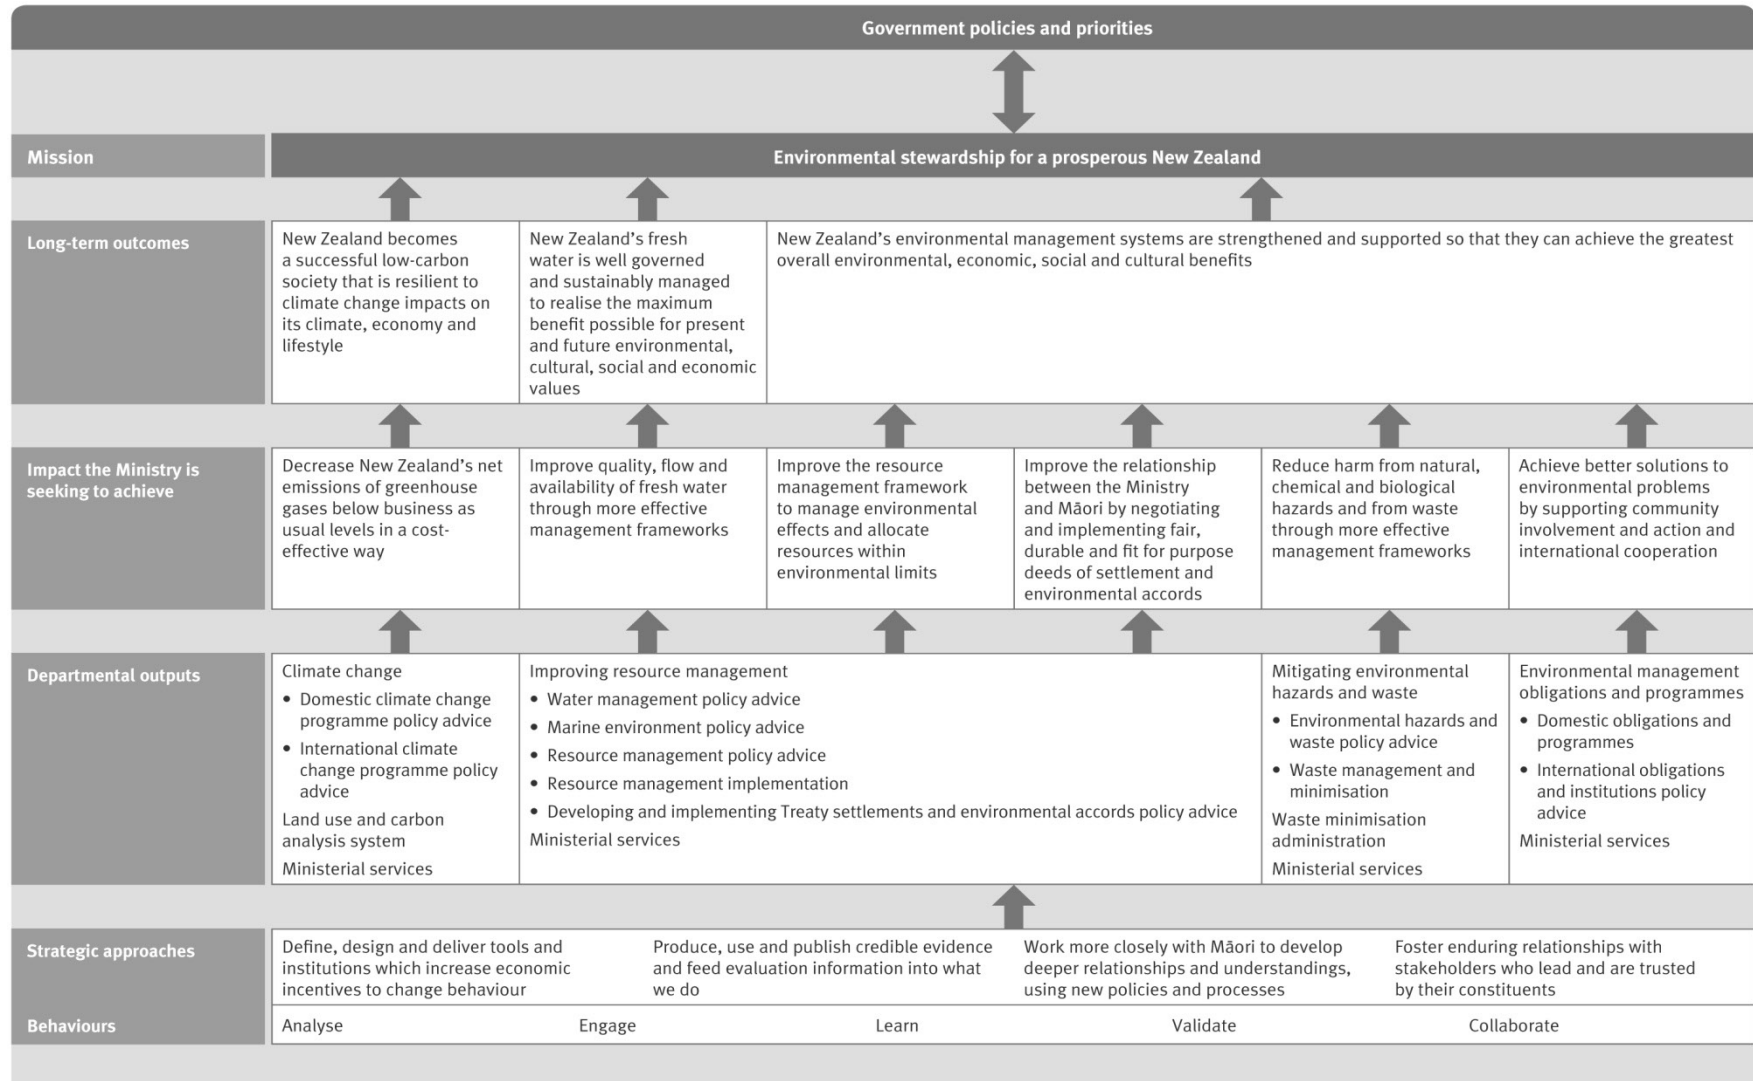 Government policies and priorities
Mission
Environmental stewardship for a prosperous New Zealand
Long-term outcomes
New Zealand becomes
a successful low-carbon
society that is resilient to
climate change impacts on
its climate, economy and
lifestyle
New Zealand’s fresh
water is well governed
and sustainably managed
to realise the maximum
benefit possible for present
and future environmental,
cultural, social and economic
values
New Zealand’s environmental management systems are strengthened and supported so that they can achieve the greatest
overall environmental, economic, social and cultural benefits
Impact the Ministry is
seeking to achieve
Decrease New Zealand’s net
emissions of greenhouse
gases below business as
usual levels in a cost-
effective way
Improve quality, flow and
availability of fresh water
through more effective
management frameworks
Improve the resource
management framework
to manage environmental
effects and allocate
resources within
environmental limits
Improve the relationship
between the Ministry
and Māori by negotiating
and implementing fair,
durable and fit for purpose
deeds of settlement and
environmental accords
Reduce harm from natural,
chemical and biological
hazards and from waste
through more effective
management frameworks
Achieve better solutions to
environmental problems
by supporting community
involvement and action and
international cooperation
Departmental outputs
Climate change
• Domestic climate change
programme policy advice
• International climate
change programme policy
advice
Land use and carbon
analysis system
Ministerial services
Improving resource management
• Water management policy advice
• Marine environment policy advice
• Resource management policy advice
• Resource management implementation
• Developing and implementing Treaty settlements and environmental accords policy advice
Ministerial services
Mitigating environmental
hazards and waste
• Environmental hazards and
waste policy advice
• Waste management and
minimisation
Waste minimisation
administration
Ministerial services
Environmental management
obligations and programmes
• Domestic obligations and
programmes
• International obligations
and institutions policy
advice
Ministerial services
Strategic approaches
Define, design and deliver tools and
institutions which increase economic
incentives to change behaviour
Produce, use and publish credible evidence
and feed evaluation information into what
we do
Work more closely with Māori to develop
deeper relationships and understandings,
using new policies and processes
Foster enduring relationships with
stakeholders who lead and are trusted
by their constituents
Behaviours
Analyse
Engage
Learn
Validate
Collaborate